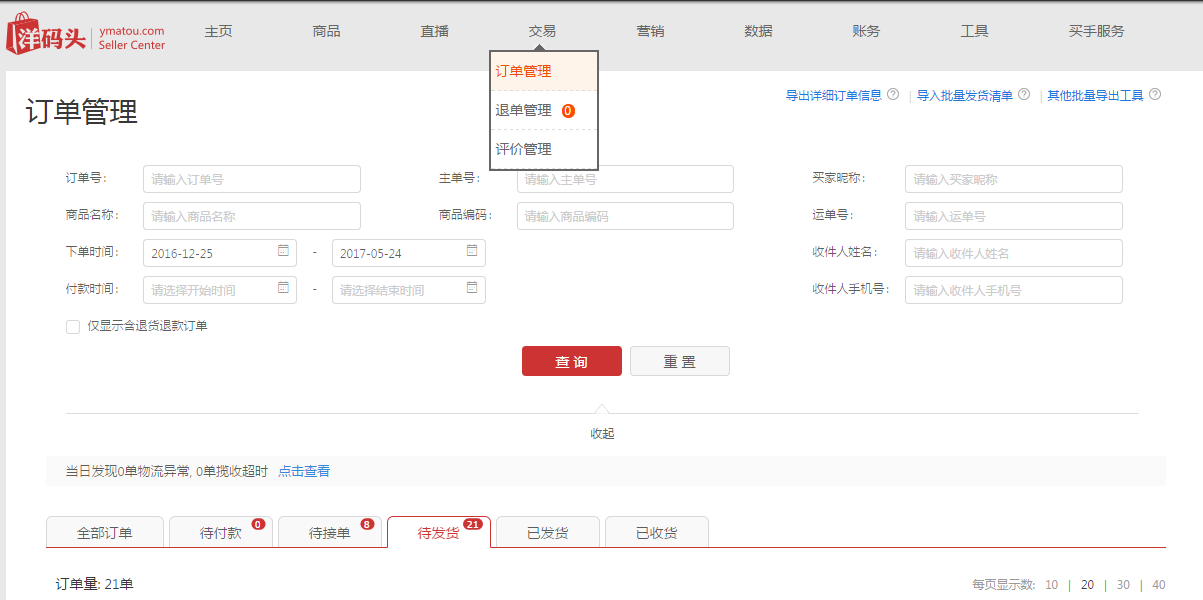 洋码头 ymatou.com Seller Center 主页 商品 直播 交易 营销 数据 账务 工具 买手服务
订单管理
退单管理 0
评价管理
订单管理
导出详细订单信息 ? | 导入批量发货清单 ? | 其他批量导出工具 ?
订单号: 请输入订单号 主单号: 请输入主单号 买家昵称: 请输入买家昵称
商品名称: 请输入商品名称 商品编码: 请输入商品编码 运单号: 请输入运单号
下单时间: 2016-12-25 - 2017-05-24 收件人姓名: 请输入收件人姓名
付款时间: 请选择开始时间 - 请选择结束时间 收件人手机号: 请输入收件人手机号
仅显示含退货退款订单
查 询 重 置
收起
当日发现0单物流异常, 0单揽收超时 点击查看
全部订单 待付款 0 待接单 8 待发货 21 已发货 已收货
订单量: 21单 每页显示数: 10 | 20 | 30 | 40